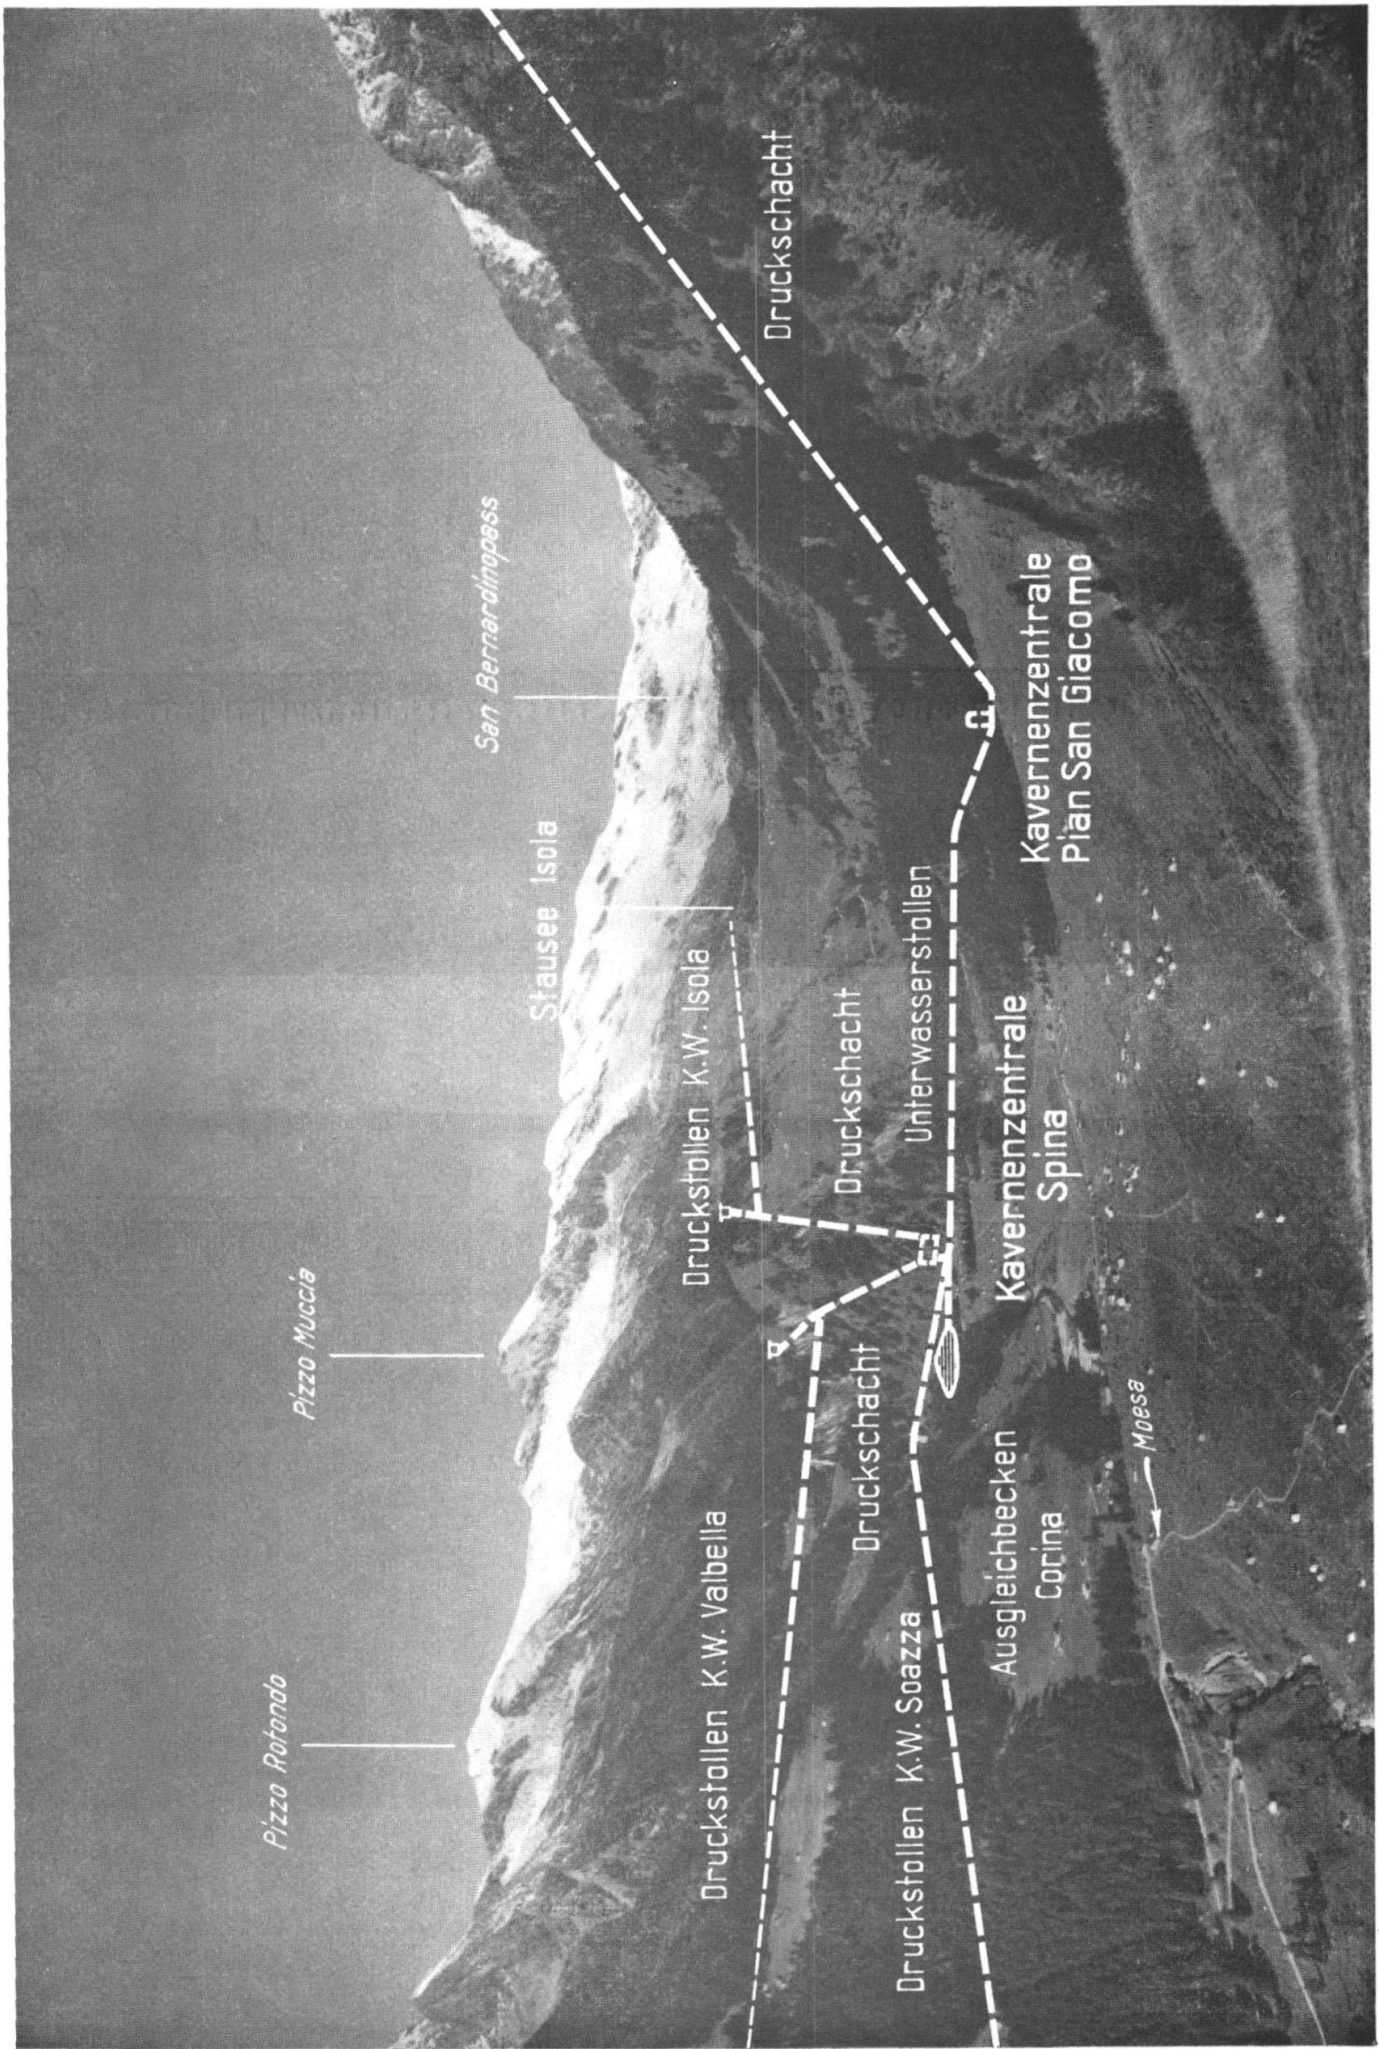 Pizzo Rotondo
Pizzo Muccia
San Bernardinopass
Stausee Isola
Druckstollen K.W. Valbella
Druckstollen K.W. Isola
Druckschacht
Druckschacht
Druckschacht
Druckstollen K.W. Soazza
Unterwasserstollen
Ausgleichbecken
Corina
Kavernenzentrale
Spina
Kavernenzentrale
Pian San Giacomo
Moesa